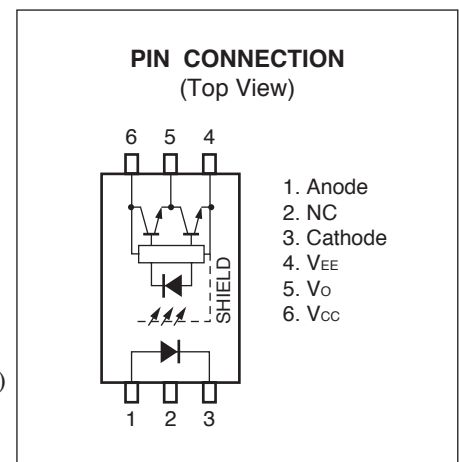 PIN CONNECTION
(Top View)
6 5 4
SHIELD
1 2 3
1. Anode
2. NC
3. Cathode
4. VEE
5. VO
6. VCC
)